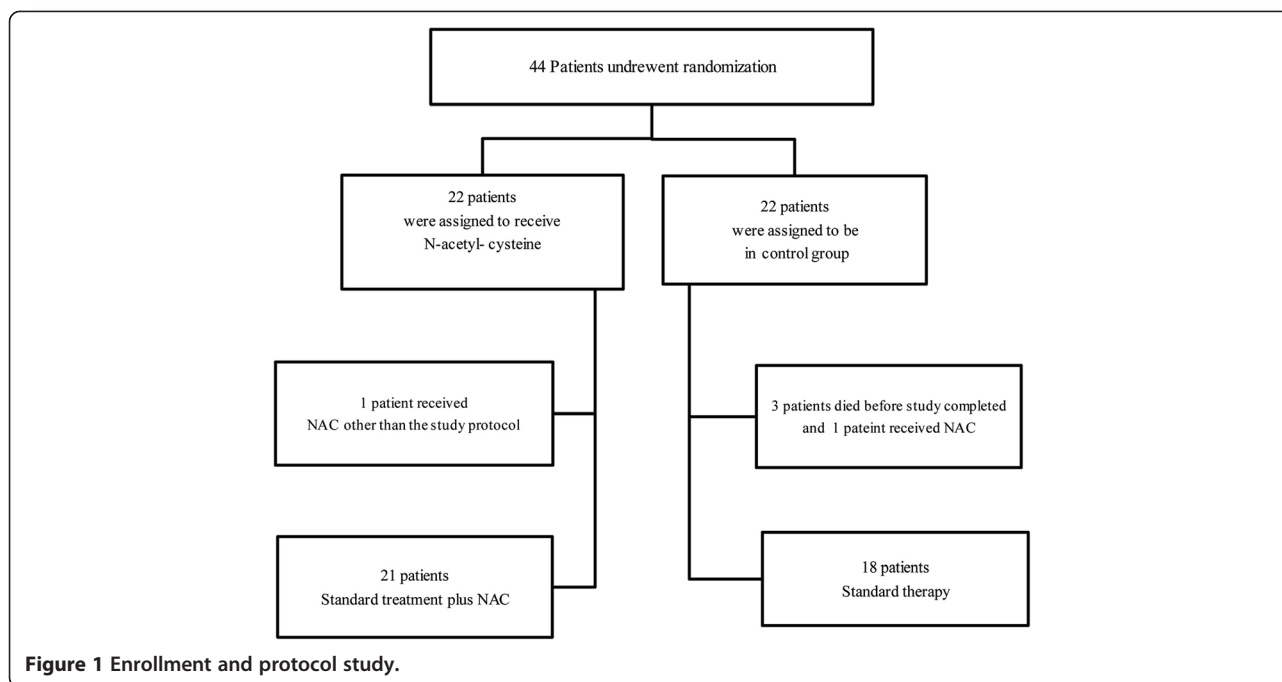 44 Patients undrewent randomization
22 patients
were assigned to receive
N-acetyl- cysteine
22 patients
were assigned to be
in control group
1 patient received
NAC other than the study protocol
3 patients died before study completed
and 1 pateint received NAC
21 patients
Standard treatment plus NAC
18 patients
Standard therapy
Figure 1 Enrollment and protocol study.